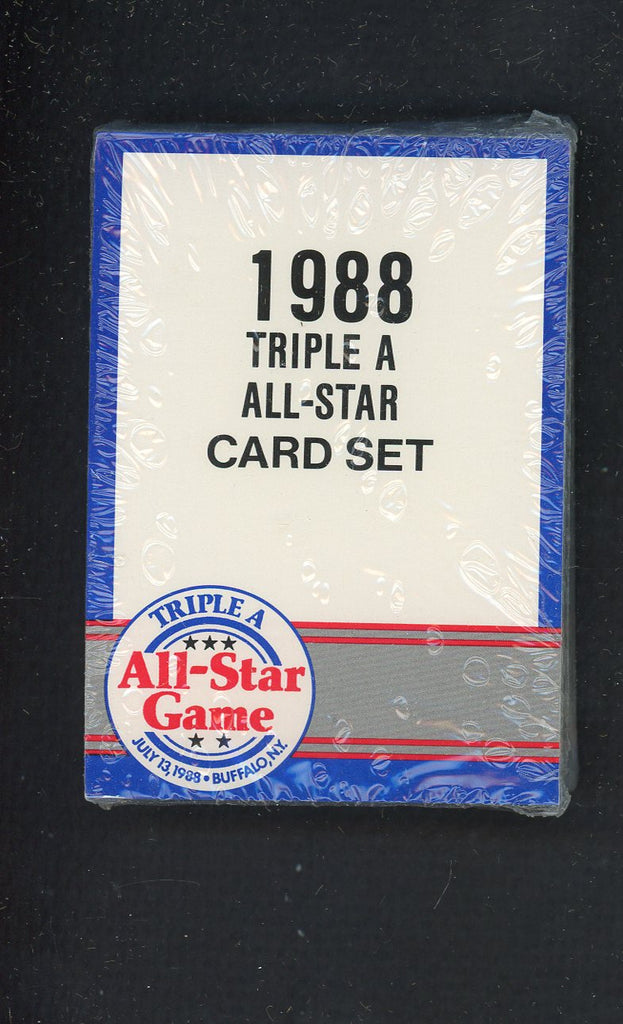 1988
TRIPLE A
ALL-STAR
CARD SET
TRIPLE A
All-Star
Game
JULY 13, 1988 • BUFFALO, N.Y.